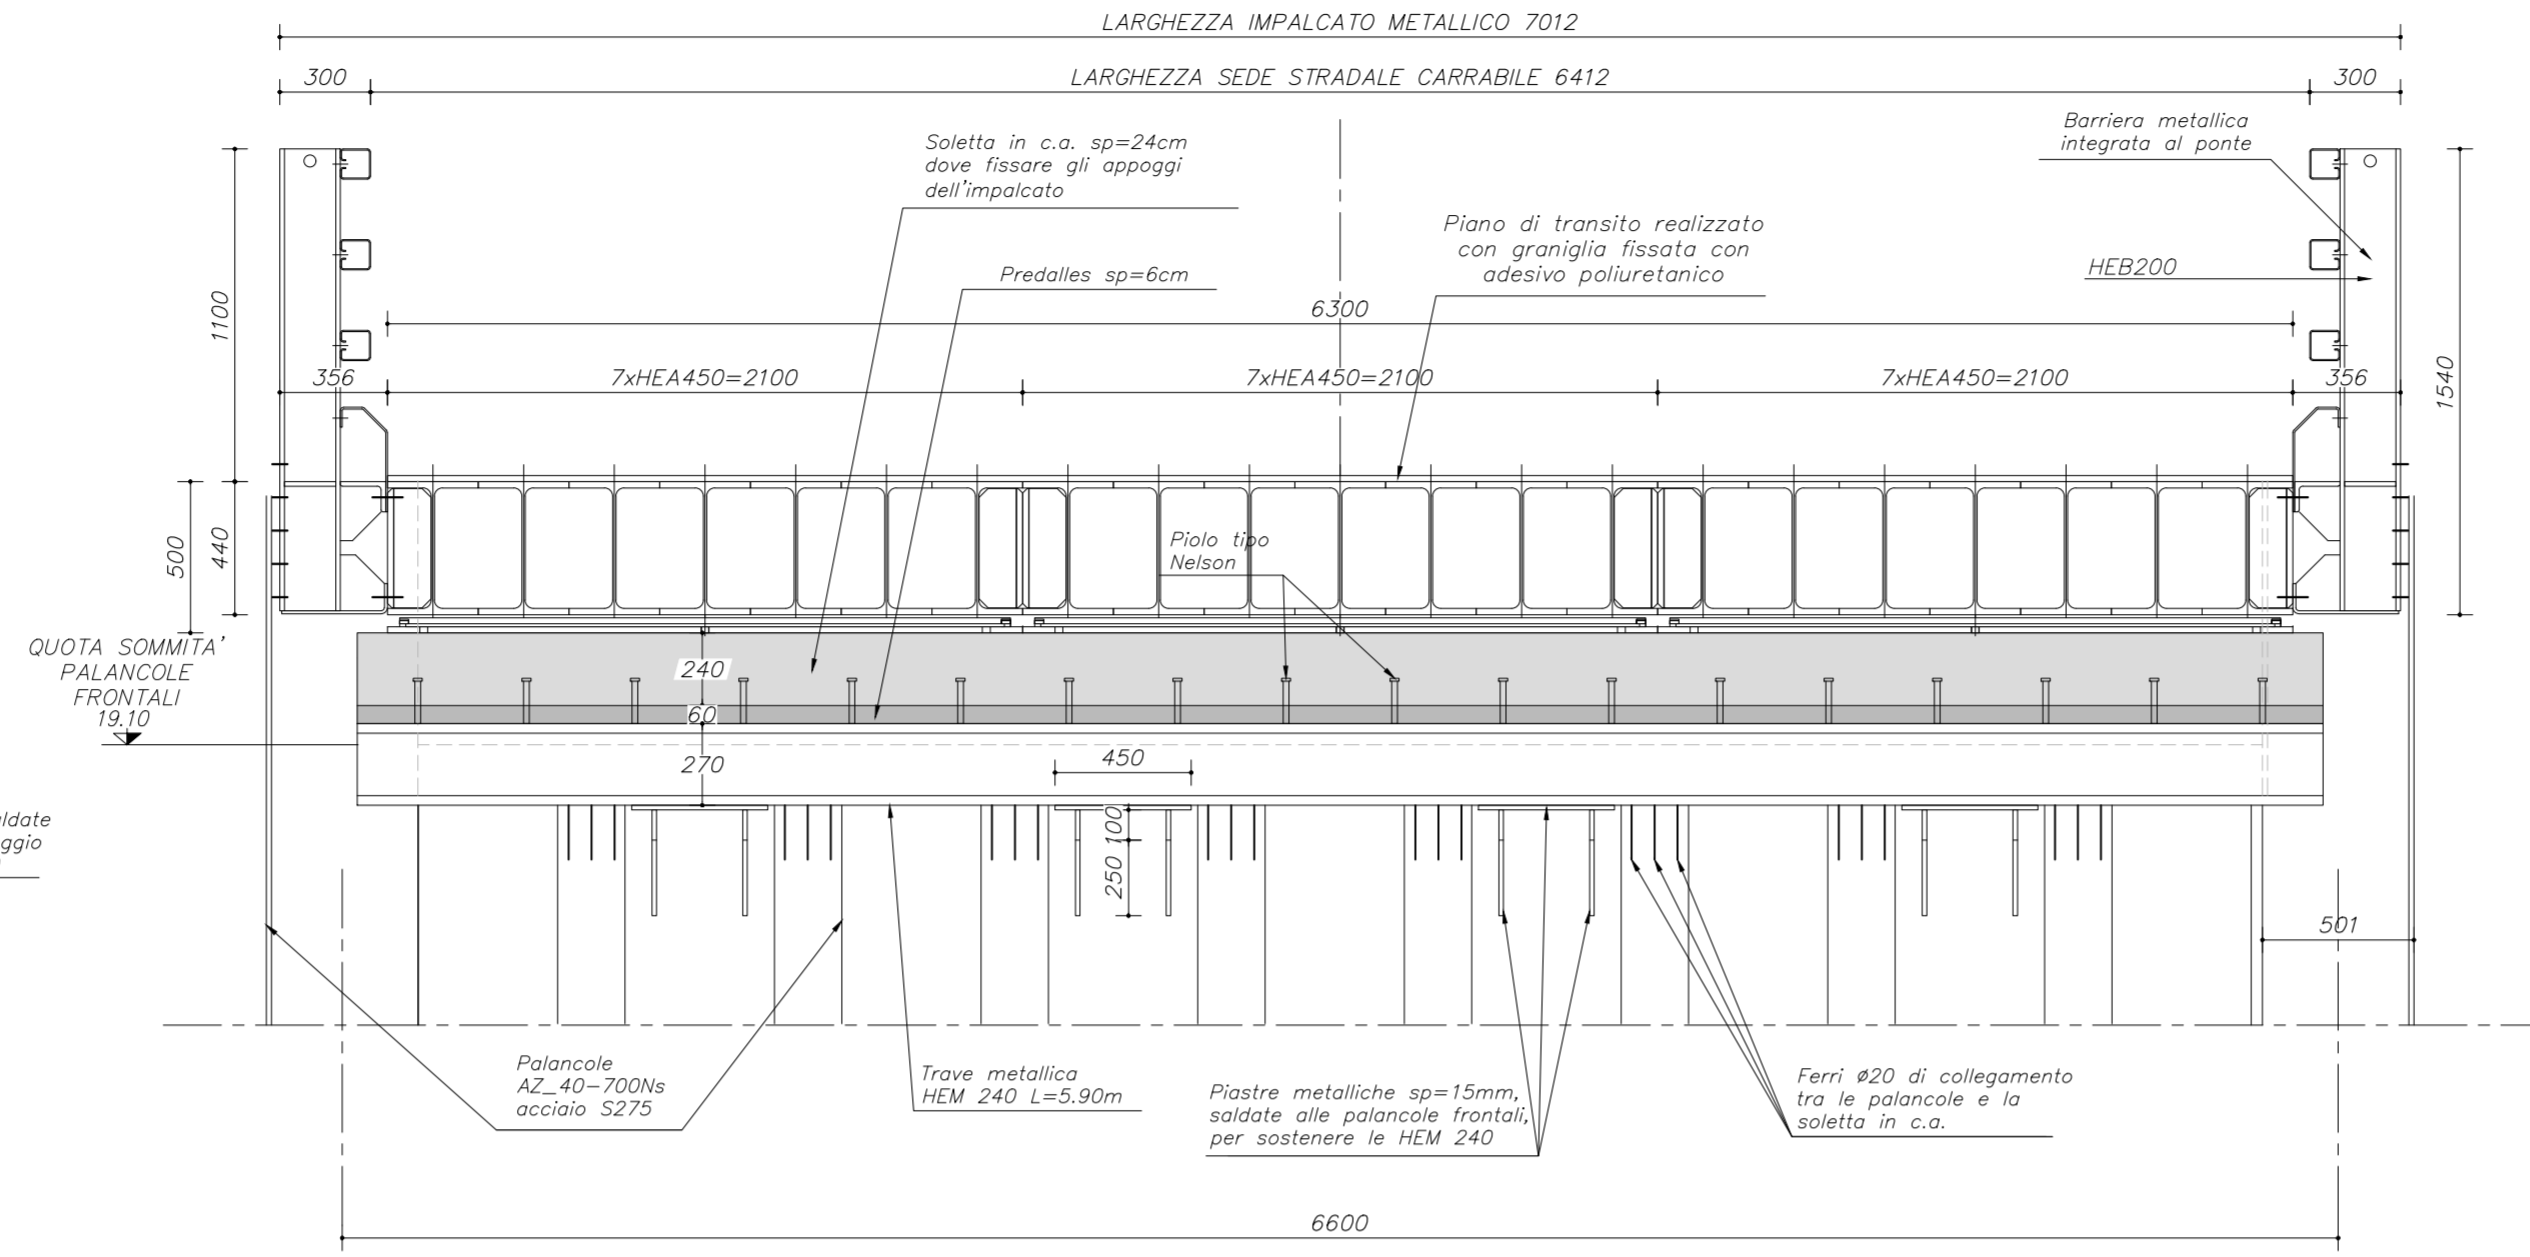 LARGHEZZA IMPALCATO METALLICO 7012
300
LARGHEZZA SEDE STRADALE CARRABILE 6412
300
Soletta in c.a. sp=24cm
dove fissare gli appoggi
dell'impalcato
Barriera metallica
integrata al ponte
Piano di transito realizzato
con graniglia fissata con
adesivo poliuretanico
Predalles sp=6cm
HEB200
6300
1100
356
7xHEA450=2100
7xHEA450=2100
7xHEA450=2100
356
1540
500
440
Piolo tipo
Nelson
QUOTA SOMMITA'
PALANCOLE
FRONTALI
19.10
240
60
270
450
100
250
ldate
ggio
501
Palancole
AZ_40-700Ns
acciaio S275
Trave metallica
HEM 240 L=5.90m
Piastre metalliche sp=15mm,
saldate alle palancole frontali,
per sostenere le HEM 240
Ferri ø20 di collegamento
tra le palancole e la
soletta in c.a.
6600